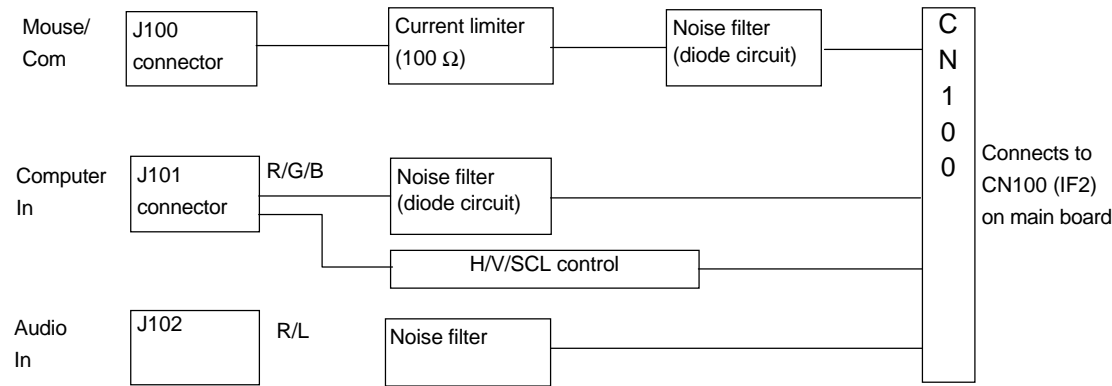 Mouse/
Com
J100
connector
Current limiter
(100 Ω)
Noise filter
(diode circuit)
C
N
1
0
0
Computer
In
J101
connector
R/G/B
Noise filter
(diode circuit)
Connects to
CN100 (IF2)
on main board
H/V/SCL control
Audio
In
J102
R/L
Noise filter